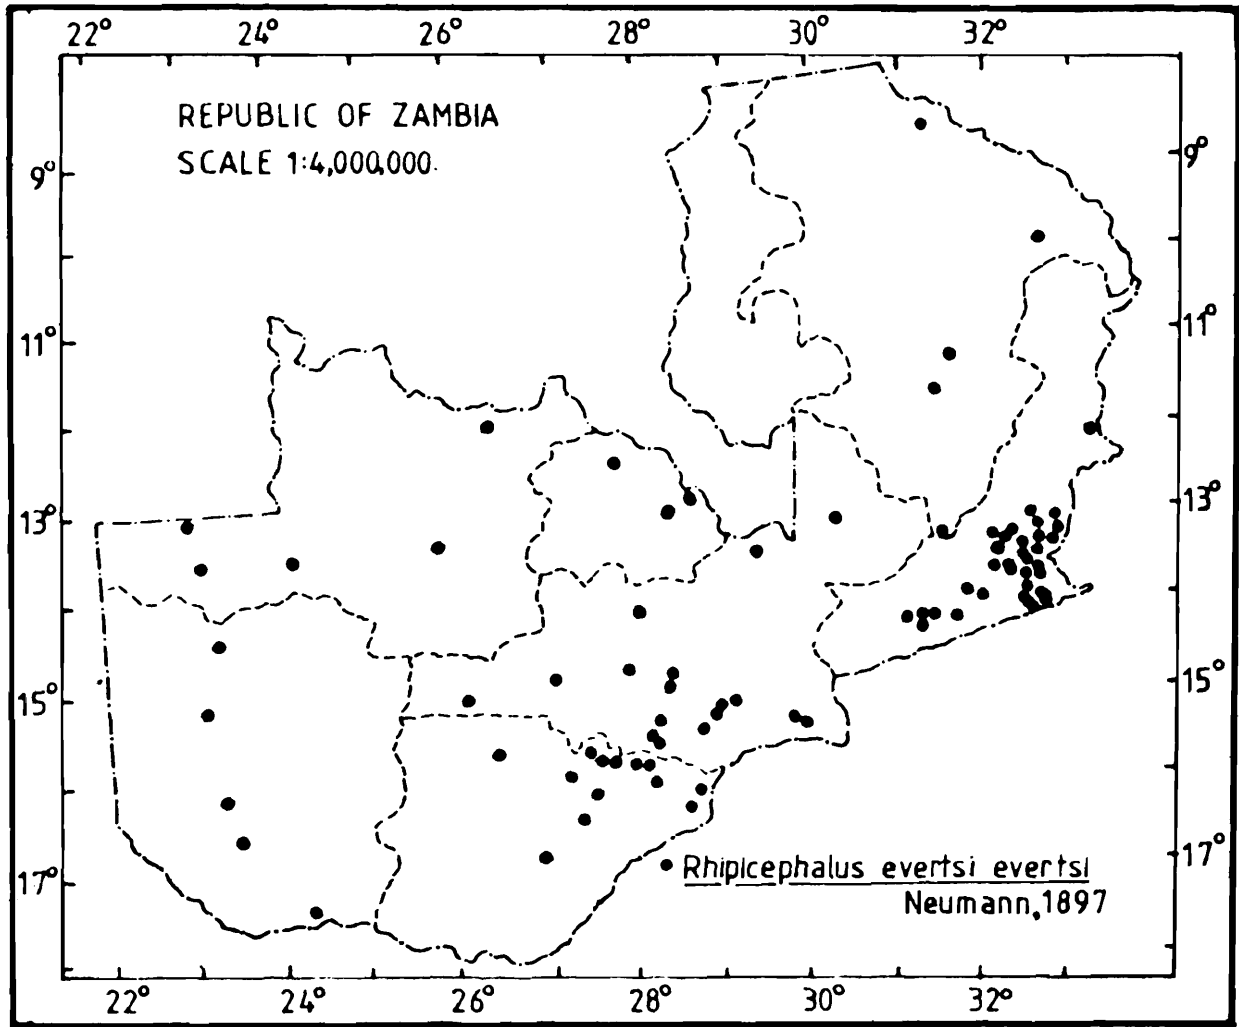 22° 24° 26° 28° 30° 32°
REPUBLIC OF ZAMBIA
SCALE 1:4,000,000.
9° 9°
11° 11°
13° 13°
15° 15°
17° 17°
Rhipicephalus evertsi evertsi
Neumann, 1897
22° 24° 26° 28° 30° 32°